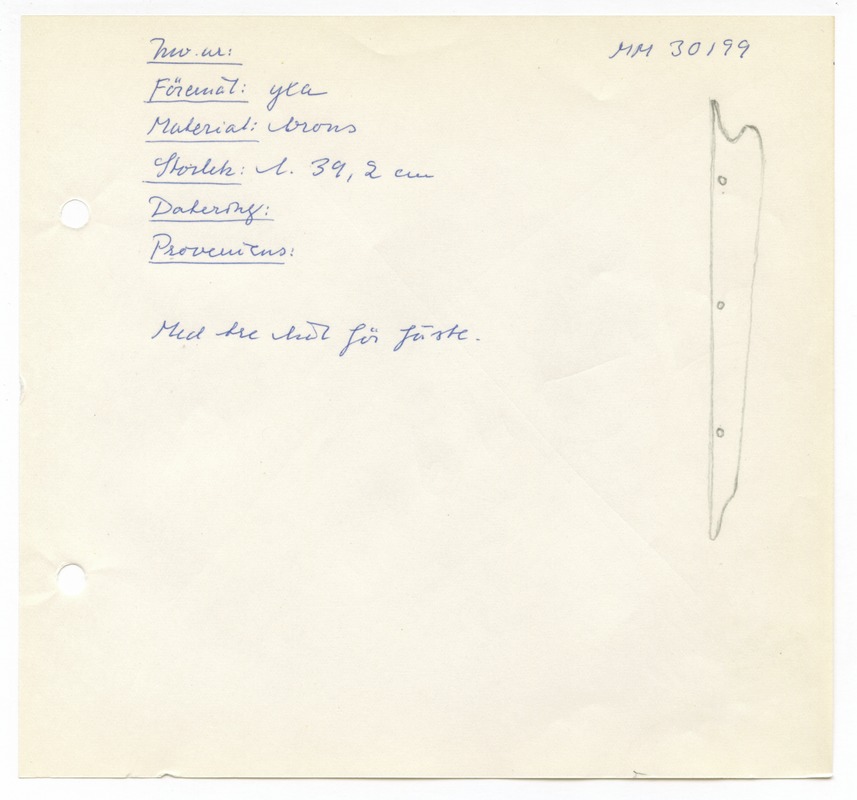 Inv.nr: MM 30199
Föremål: yxa
Material: brons
Storlek: l. 39,2 cm
Datering:
Proveniens:
Med tre hål för fäste.